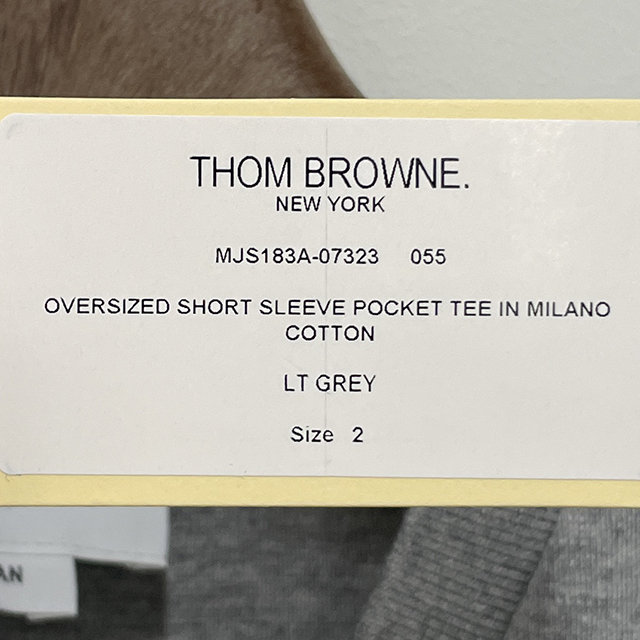 THOM BROWNE.
NEW YORK
MJS183A-07323 055
OVERSIZED SHORT SLEEVE POCKET TEE IN MILANO
COTTON
LT GREY
Size 2